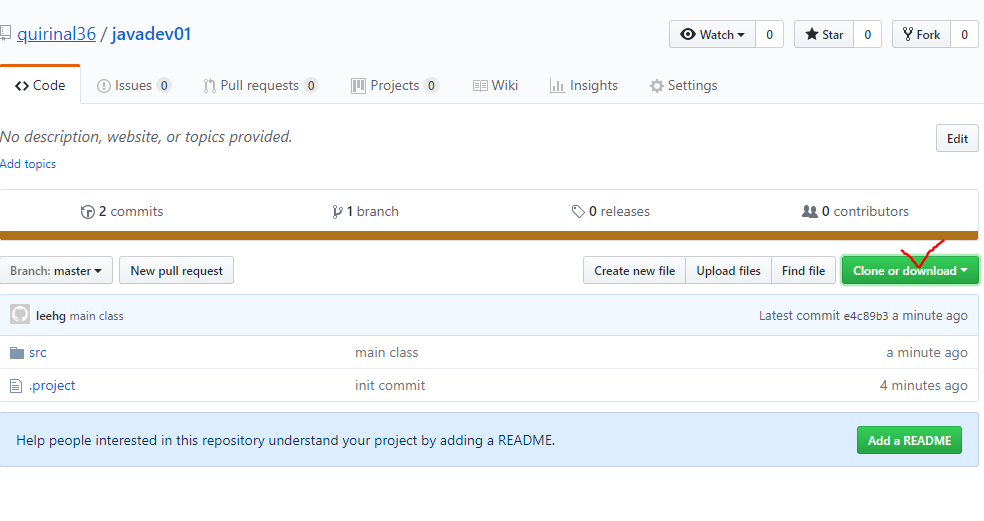 quirinal36 / javadev01 Watch 0 Star 0 Fork 0
Code Issues 0 Pull requests 0 Projects 0 Wiki Insights Settings
No description, website, or topics provided. Edit
Add topics
2 commits 1 branch 0 releases 0 contributors
Branch: master New pull request Create new file Upload files Find file Clone or download
leehg main class Latest commit e4c89b3 a minute ago
src main class a minute ago
.project init commit 4 minutes ago
Help people interested in this repository understand your project by adding a README. Add a README